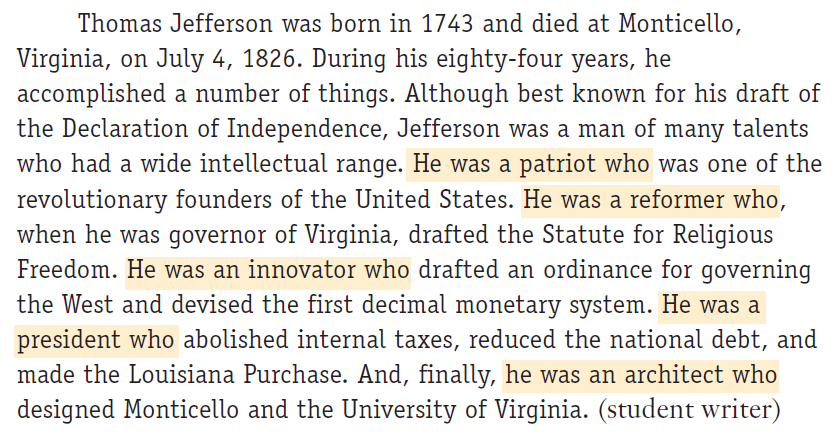 Thomas Jefferson was born in 1743 and died at Monticello,
Virginia, on July 4, 1826. During his eighty-four years, he
accomplished a number of things. Although best known for his draft of
the Declaration of Independence, Jefferson was a man of many talents
who had a wide intellectual range. He was a patriot who was one of the
revolutionary founders of the United States. He was a reformer who,
when he was governor of Virginia, drafted the Statute for Religious
Freedom. He was an innovator who drafted an ordinance for governing
the West and devised the first decimal monetary system. He was a
president who abolished internal taxes, reduced the national debt, and
made the Louisiana Purchase. And, finally, he was an architect who
designed Monticello and the University of Virginia. (student writer)